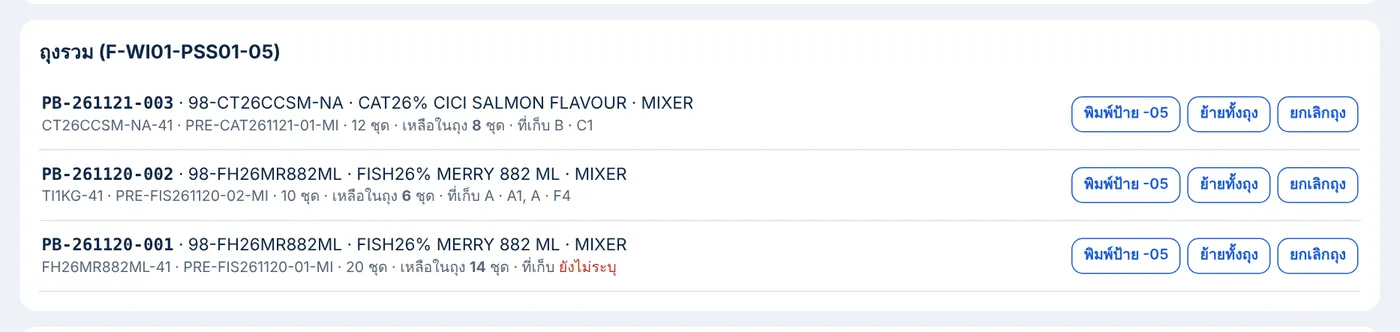 ถุงรวม (F-WI01-PSS01-05)
PB-261121-003 · 98-CT26CCSM-NA · CAT26% CICI SALMON FLAVOUR · MIXER
CT26CCSM-NA-41 · PRE-CAT261121-01-MI · 12 ชุด · เหลือในถุง 8 ชุด · ที่เก็บ B · C1
พิมพ์ป้าย -05 ย้ายทั้งถุง ยกเลิกถุง
PB-261120-002 · 98-FH26MR882ML · FISH26% MERRY 882 ML · MIXER
TI1KG-41 · PRE-FIS261120-02-MI · 10 ชุด · เหลือในถุง 6 ชุด · ที่เก็บ A · A1, A · F4
พิมพ์ป้าย -05 ย้ายทั้งถุง ยกเลิกถุง
PB-261120-001 · 98-FH26MR882ML · FISH26% MERRY 882 ML · MIXER
FH26MR882ML-41 · PRE-FIS261120-01-MI · 20 ชุด · เหลือในถุง 14 ชุด · ที่เก็บ ยังไม่ระบุ
พิมพ์ป้าย -05 ย้ายทั้งถุง ยกเลิกถุง